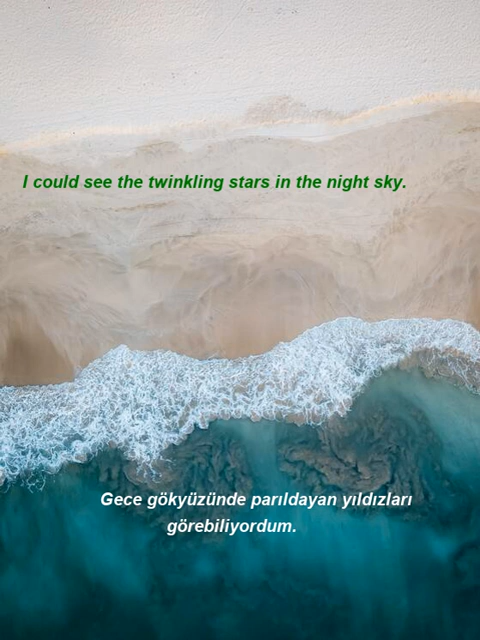 I could see the twinkling stars in the night sky.
Gece gökyüzünde parıldayan yıldızları
görebiliyordum.